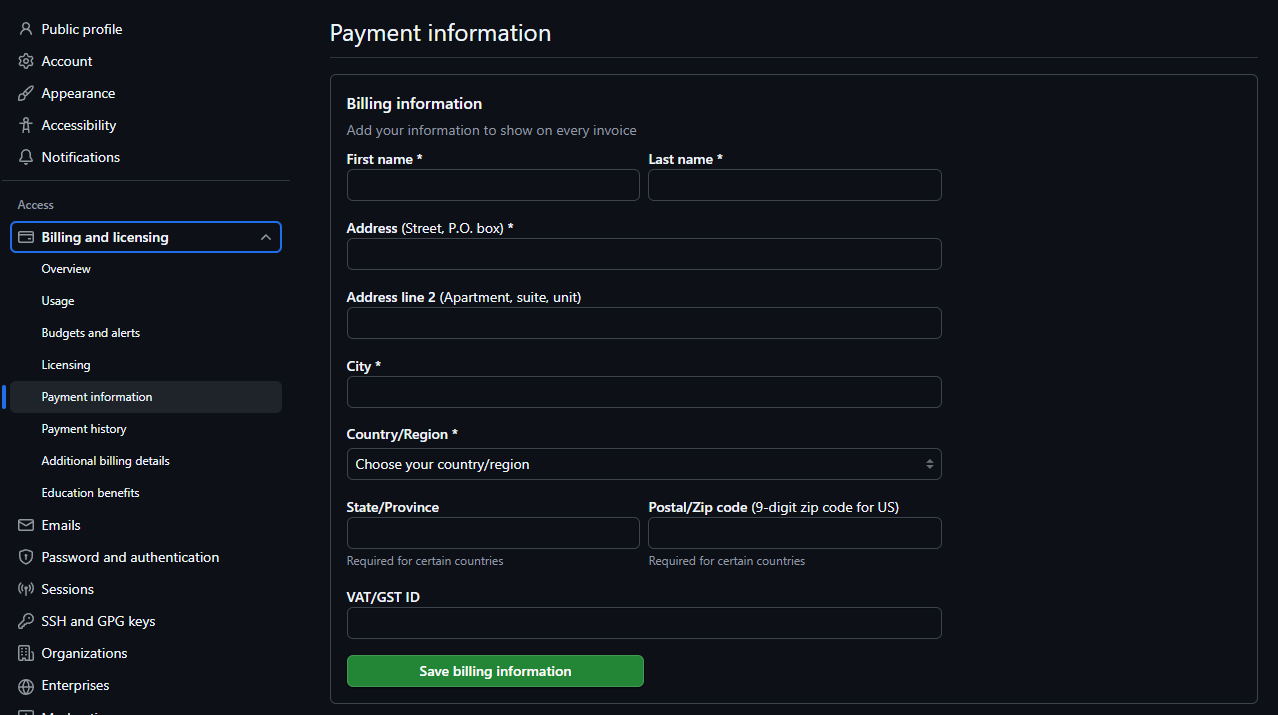 Public profile
Account
Appearance
Accessibility
Notifications
Access
Billing and licensing
Overview
Usage
Budgets and alerts
Licensing
Payment information
Payment history
Additional billing details
Education benefits
Emails
Password and authentication
Sessions
SSH and GPG keys
Organizations
Enterprises
Payment information
Billing information
Add your information to show on every invoice
First name * Last name *
Address (Street, P.O. box) *
Address line 2 (Apartment, suite, unit)
City *
Country/Region *
Choose your country/region
State/Province Postal/Zip code (9-digit zip code for US)
Required for certain countries Required for certain countries
VAT/GST ID
Save billing information